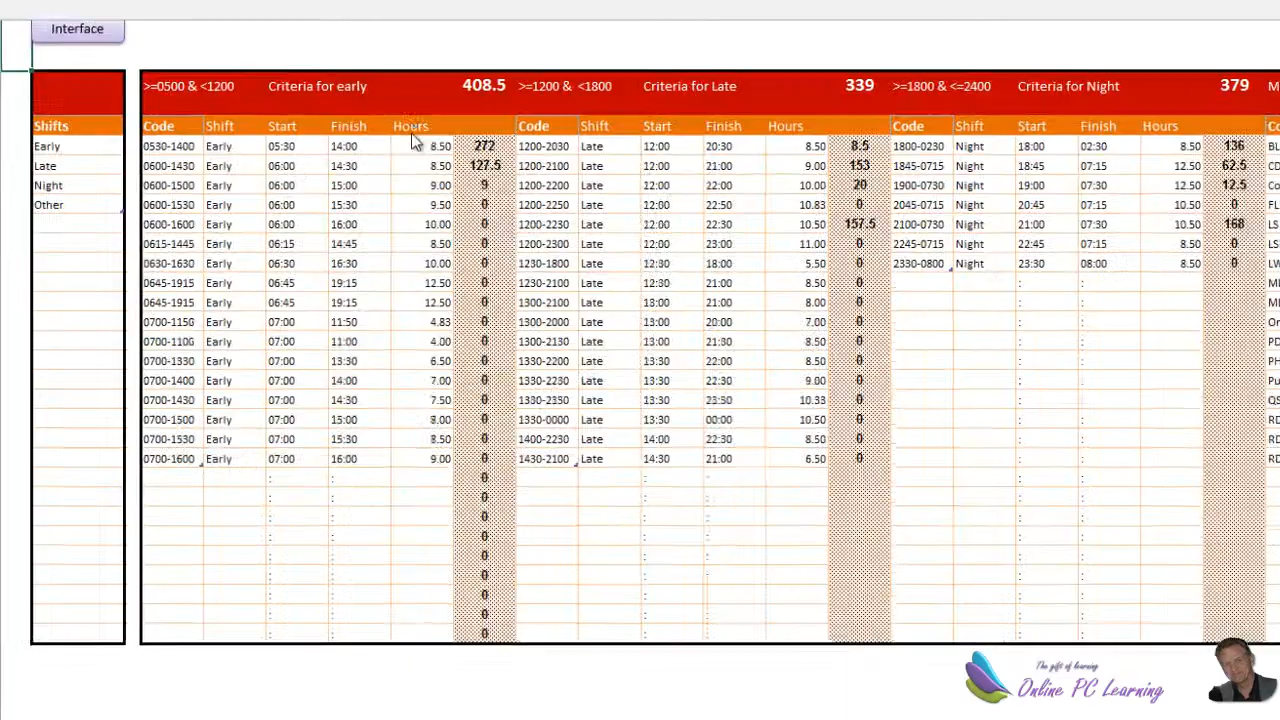 Interface
>=0500 & <1200 Criteria for early 408.5 >=1200 & <1800 Criteria for Late 339 >=1800 & <=2400 Criteria for Night 379 M
Shifts Code Shift Start Finish Hours Code Shift Start Finish Hours Code Shift Start Finish Hours Co
Early 0530-1400 Early 05:30 14:00 8.50 272 1200-2030 Late 12:00 20:30 8.50 8.5 1800-0230 Night 18:00 02:30 8.50 136 BL
Late 0600-1430 Early 06:00 14:30 8.50 127.5 1200-2100 Late 12:00 21:00 9.00 153 1845-0715 Night 18:45 07:15 12.50 62.5 CD
Night 0600-1500 Early 06:00 15:00 9.00 9 1200-2200 Late 12:00 22:00 10.00 20 1900-0730 Night 19:00 07:30 12.50 12.5 Co
Other 0600-1530 Early 06:00 15:30 9.50 0 1200-2250 Late 12:00 22:50 10.83 0 2045-0715 Night 20:45 07:15 10.50 0 FL
0600-1600 Early 06:00 16:00 10.00 0 1200-2230 Late 12:00 22:30 10.50 157.5 2100-0730 Night 21:00 07:30 10.50 168 LS
0615-1445 Early 06:15 14:45 8.50 0 1200-2300 Late 12:00 23:00 11.00 0 2245-0715 Night 22:45 07:15 8.50 0 LS
0630-1630 Early 06:30 16:30 10.00 0 1230-1800 Late 12:30 18:00 5.50 0 2330-0800 Night 23:30 08:00 8.50 0 LW
0645-1915 Early 06:45 19:15 12.50 0 1230-2100 Late 12:30 21:00 8.50 0 : :
0645-1915 Early 06:45 19:15 12.50 0 1300-2100 Late 13:00 21:00 8.00 0 : :
0700-1150 Early 07:00 11:50 4.83 0 1300-2000 Late 13:00 20:00 7.00 0 : : Or
0700-1100 Early 07:00 11:00 4.00 0 1300-2130 Late 13:00 21:30 8.50 0 : : PD
0700-1330 Early 07:00 13:30 6.50 0 1330-2200 Late 13:30 22:00 8.50 0 : :
0700-1400 Early 07:00 14:00 7.00 0 1330-2230 Late 13:30 22:30 9.00 0 : : Pu
0700-1430 Early 07:00 14:30 7.50 0 1330-2350 Late 13:30 23:50 10.33 0 : : QS
0700-1500 Early 07:00 15:00 8.00 0 1330-0000 Late 13:30 00:00 10.50 0 : : RD
0700-1530 Early 07:00 15:30 8.50 0 1400-2230 Late 14:00 22:30 8.50 0 : : RD
0700-1600 Early 07:00 16:00 9.00 0 1430-2100 Late 14:30 21:00 6.50 0 : : RD
: : 0 : : : :
: : 0 : : : :
: : 0 : : : :
: : 0 : : : :
: : 0 : : : :
: : 0 : : : :
: : 0 : : : :
: : 0 : : : :
: : 0 : : : :
The gift of learning
Online PC Learning